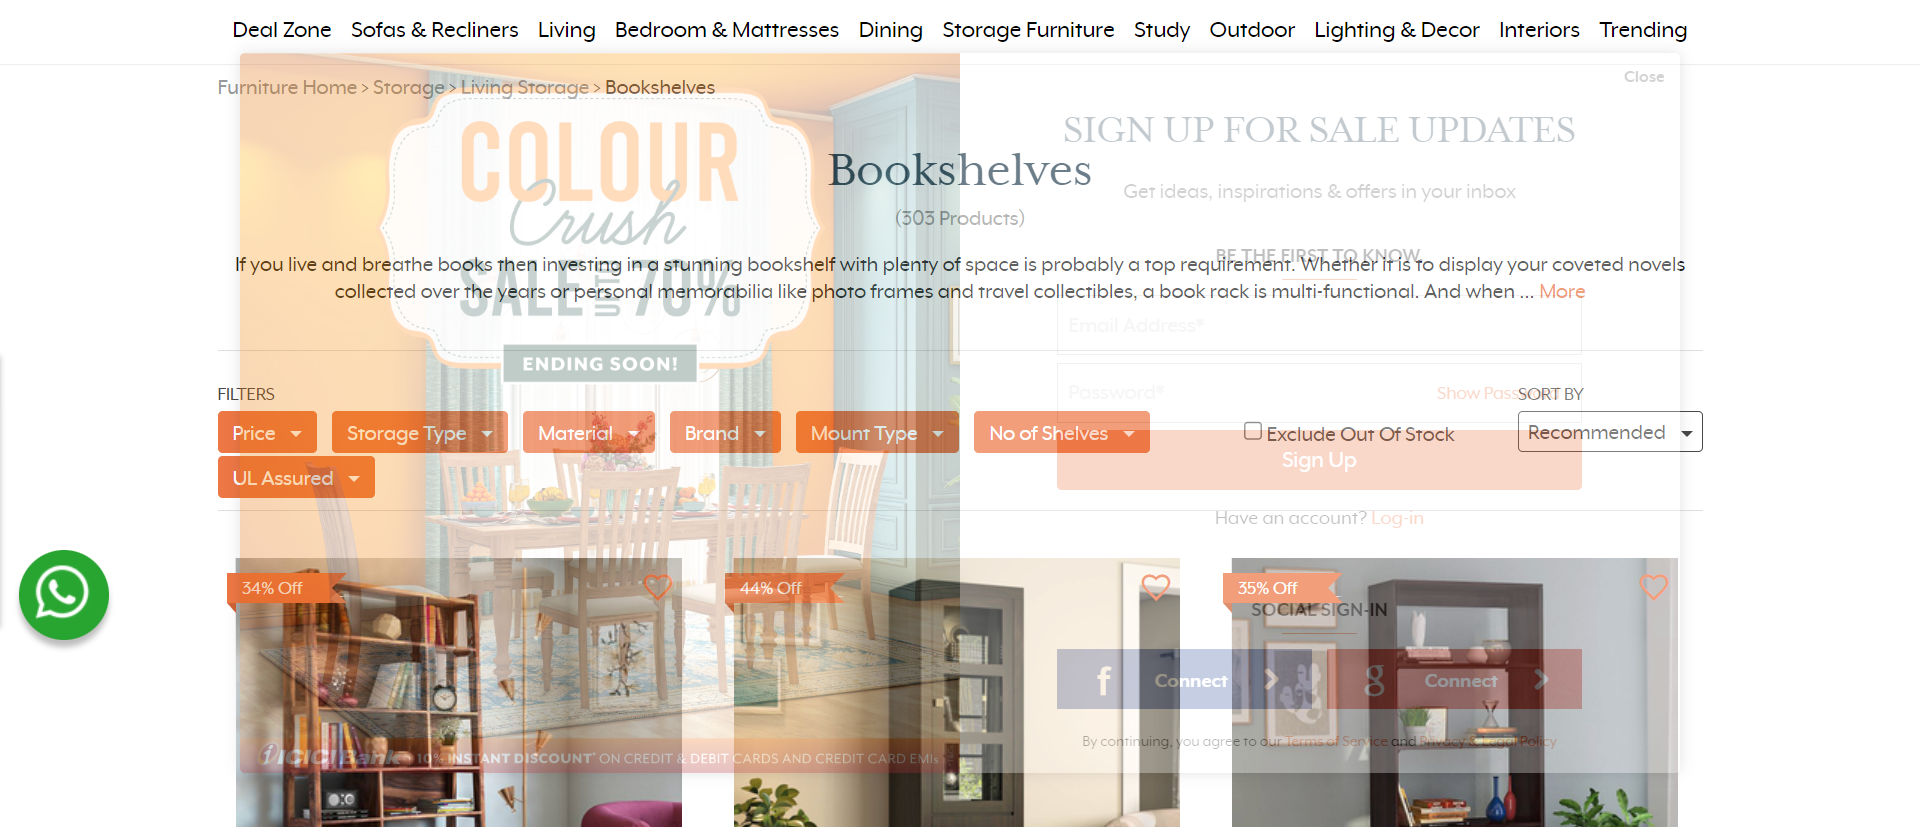 Deal Zone Sofas & Recliners Living Bedroom & Mattresses Dining Storage Furniture Study Outdoor Lighting & Decor Interiors Trending
Close
Furniture Home > Storage > Living Storage > Bookshelves
COLOUR
Crush
SALE UPTO 70%
ENDING SOON!
SIGN UP FOR SALE UPDATES
Bookshelves
Get ideas, inspirations & offers in your inbox
(303 Products)
BE THE FIRST TO KNOW
If you live and breathe books then investing in a stunning bookshelf with plenty of space is probably a top requirement. Whether it is to display your coveted novels
collected over the years or personal memorabilia like photo frames and travel collectibles, a book rack is multi-functional. And when ... More
Email Address*
Password*
Show Password
FILTERS
SORT BY
Price Storage Type Material Brand Mount Type No of Shelves
Exclude Out Of Stock
Recommended
UL Assured
Sign Up
Have an account? Log-in
34% Off
44% Off
35% Off
SOCIAL SIGN-IN
f Connect
g Connect
By continuing, you agree to our Terms of Service and Privacy & Legal Policy
i ICICI Bank 10% INSTANT DISCOUNT* ON CREDIT & DEBIT CARDS AND CREDIT CARD EMIs